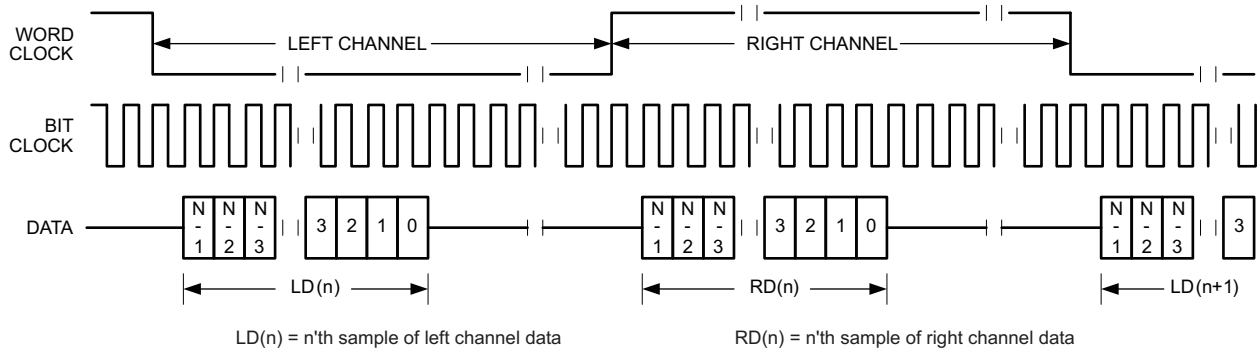 WORD
CLOCK
LEFT CHANNEL
RIGHT CHANNEL
BIT
CLOCK
DATA
N
-
1
N
-
2
N
-
3
3 2 1 0
N
-
1
N
-
2
N
-
3
3 2 1 0
N
-
1
N
-
2
N
-
3
3
LD(n)
RD(n)
LD(n+1)
LD(n) = n'th sample of left channel data
RD(n) = n'th sample of right channel data